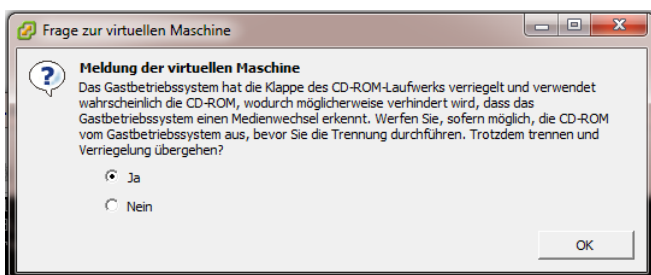 Frage zur virtuellen Maschine
Meldung der virtuellen Maschine
Das Gastbetriebssystem hat die Klappe des CD-ROM-Laufwerks verriegelt und verwendet
wahrscheinlich die CD-ROM, wodurch möglicherweise verhindert wird, dass das
Gastbetriebssystem einen Medienwechsel erkennt. Werfen Sie, sofern möglich, die CD-ROM
vom Gastbetriebssystem aus, bevor Sie die Trennung durchführen. Trotzdem trennen und
Verriegelung übergehen?
Ja
Nein
OK